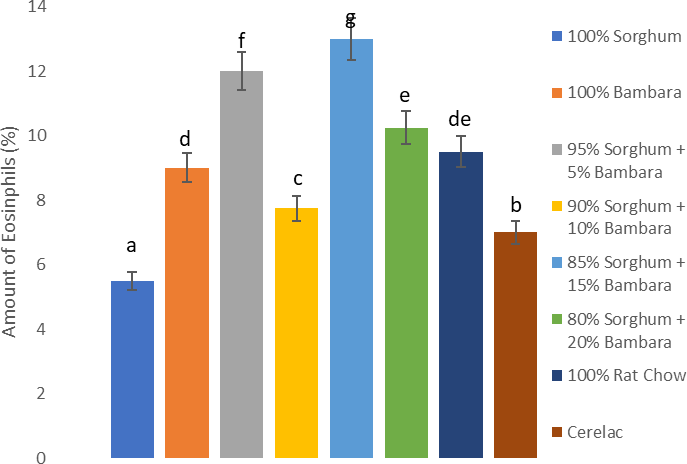 14
12
10
8
6
4
2
0
Amount of Eosinphils (%)
a
d
f
c
g
e
de
b
100% Sorghum
100% Bambara
95% Sorghum +
5% Bambara
90% Sorghum +
10% Bambara
85% Sorghum +
15% Bambara
80% Sorghum +
20% Bambara
100% Rat Chow
Cerelac